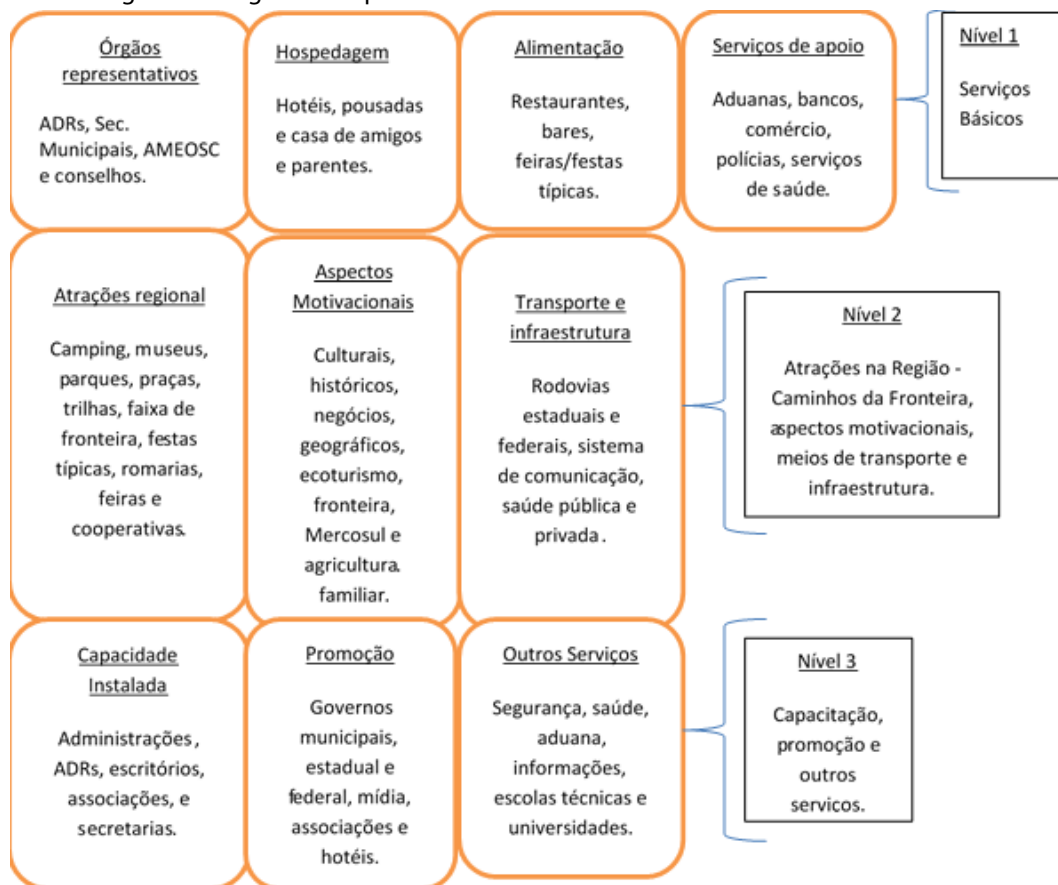 Órgãos
representativos
ADRs, Sec.
Municipais, AMEOSC
e conselhos.
Hospedagem
Hotéis, pousadas
e casa de amigos
e parentes.
Alimentação
Restaurantes,
bares,
feiras/festas
típicas.
Serviços de apoio
Aduanas, bancos,
comércio,
polícias, serviços
de saúde.
Nível 1
Serviços
Básicos
Atrações regional
Camping, museus,
parques, praças,
trilhas, faixa de
fronteira, festas
típicas, romarias,
feiras e
cooperativas.
Aspectos
Motivacionais
Culturais,
históricos,
negócios,
geográficos,
ecoturismo,
fronteira,
Mercosul e
agricultura.
familiar.
Transporte e
infraestrutura
Rodovias
estaduais e
federais, sistema
de comunicação,
saúde pública e
privada .
Nível 2
Atrações na Região -
Caminhos da Fronteira,
aspectos motivacionais,
meios de transporte e
infraestrutura.
Capacidade
Instalada
Administrações,
ADRs, escritórios,
associações, e
secretarias.
Promoção
Governos
municipais,
estadual e
federal, mídia,
associações e
hotéis.
Outros Serviços
Segurança, saúde,
aduana,
informações,
escolas técnicas e
universidades.
Nível 3
Capacitação,
promoção e
outros
servicos.